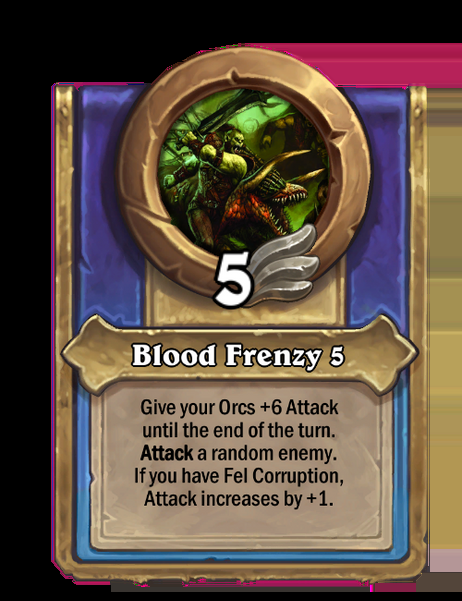 5
Blood Frenzy 5
Give your Orcs +6 Attack
until the end of the turn.
Attack a random enemy.
If you have Fel Corruption,
Attack increases by +1.